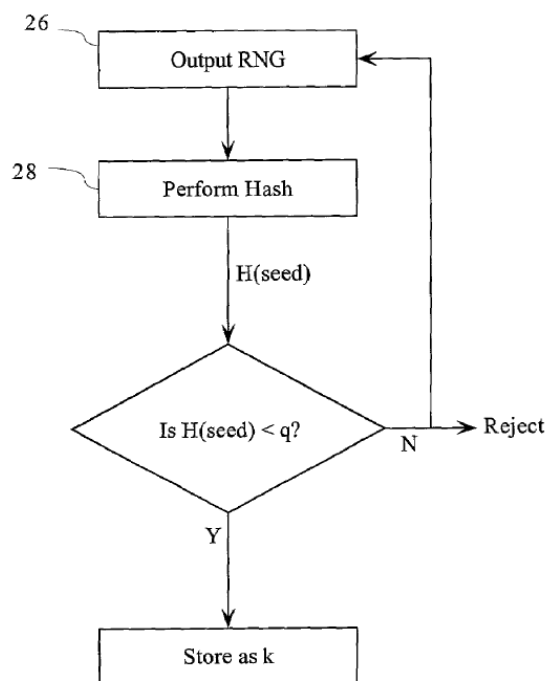 26
Output RNG
28
Perform Hash
H(seed)
Is H(seed) < q?
N
Reject
Y
Store as k